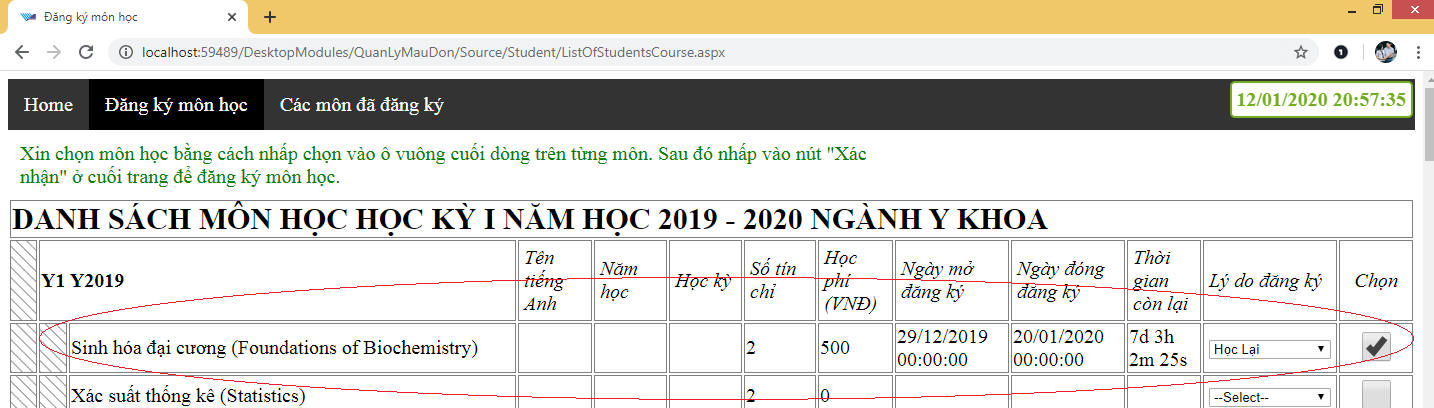 Đăng ký môn học
localhost:59489/DesktopModules/QuanLyMauDon/Source/Student/ListOfStudentsCourse.aspx
Home Đăng ký môn học Các môn đã đăng ký 12/01/2020 20:57:35
Xin chọn môn học bằng cách nhấp chọn vào ô vuông cuối dòng trên từng môn. Sau đó nhấp vào nút "Xác
nhận" ở cuối trang để đăng ký môn học.
DANH SÁCH MÔN HỌC HỌC KỲ I NĂM HỌC 2019 - 2020 NGÀNH Y KHOA
Y1 Y2019
Tên
tiếng
Anh
Năm
học
Học kỳ
Số tín
chỉ
Học
phí
(VNĐ)
Ngày mở
đăng ký
Ngày đóng
đăng ký
Thời
gian
còn lại
Lý do đăng ký
Chọn
Sinh hóa đại cương (Foundations of Biochemistry)
2
500
29/12/2019
00:00:00
20/01/2020
00:00:00
7d 3h
2m 25s
Học Lại
Xác suất thống kê (Statistics)
2
0
--Select--